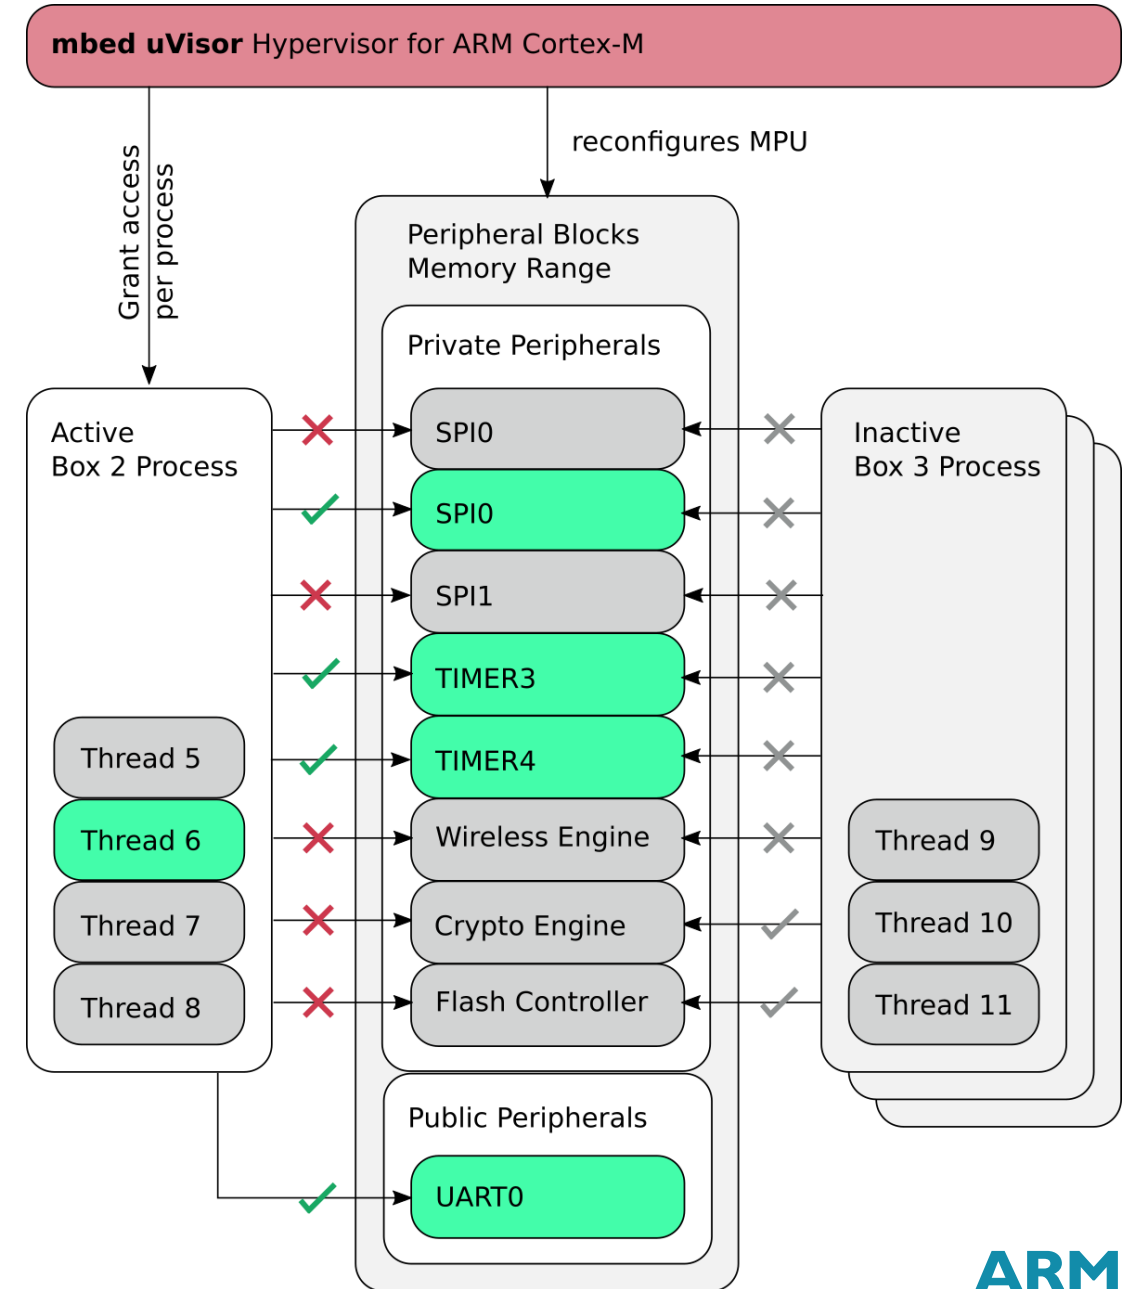 mbed uVisor Hypervisor for ARM Cortex-M
reconfigures MPU
Grant access
per process
Peripheral Blocks
Memory Range
Private Peripherals
Active
Box 2 Process
SPI0
SPI0
SPI1
TIMER3
TIMER4
Wireless Engine
Crypto Engine
Flash Controller
Thread 5
Thread 6
Thread 7
Thread 8
Inactive
Box 3 Process
Thread 9
Thread 10
Thread 11
Public Peripherals
UART0
ARM